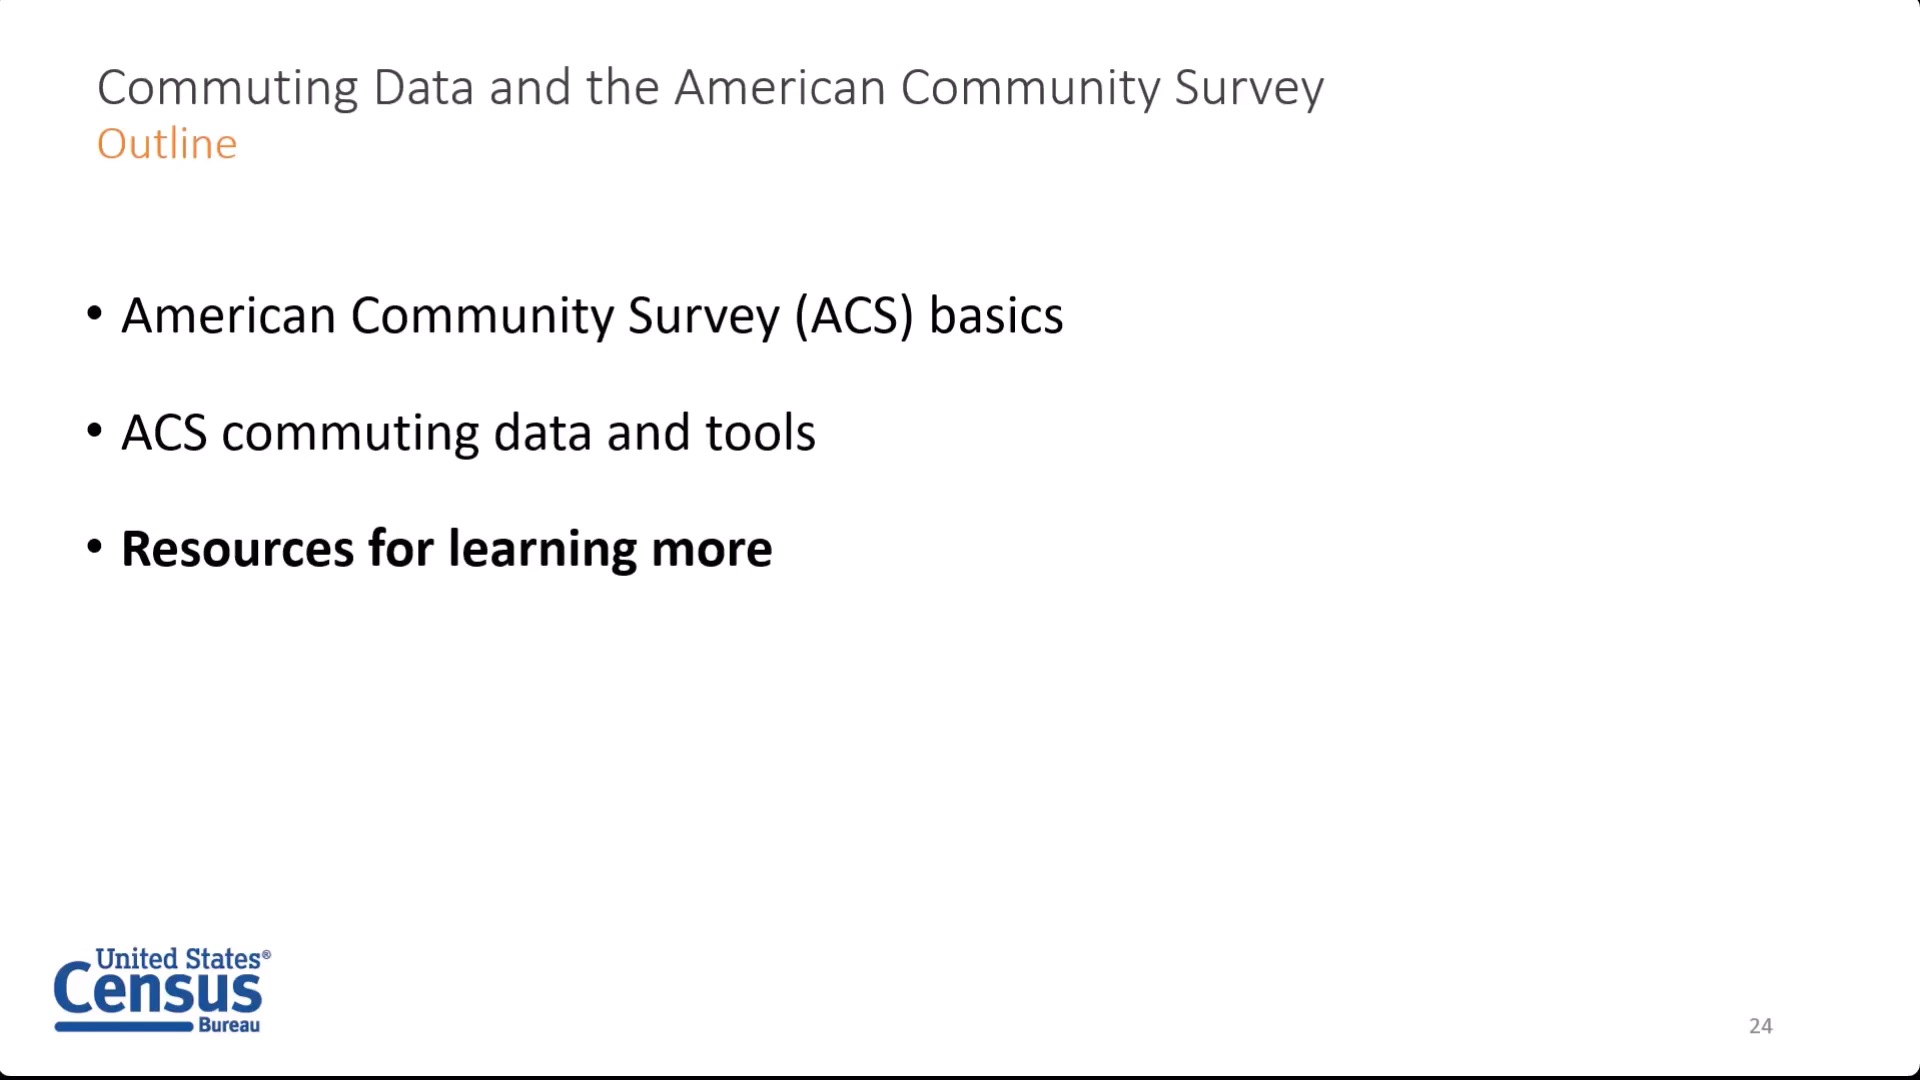 Commuting Data and the American Community Survey
Outline
• American Community Survey (ACS) basics
• ACS commuting data and tools
• Resources for learning more
United States®
Census
Bureau
24